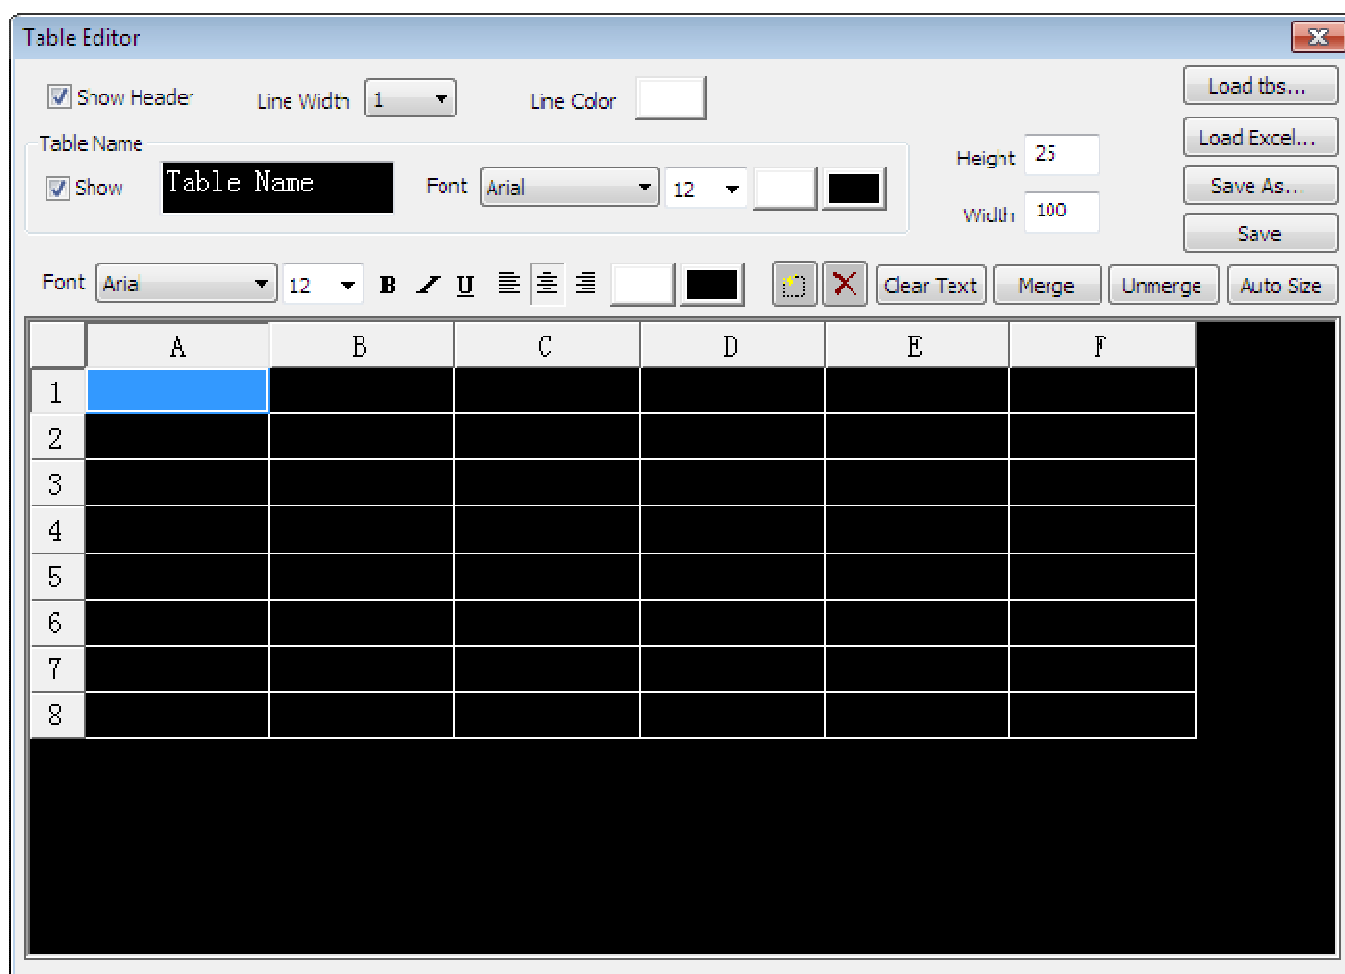 Table Editor
Show Header Line Width 1 Line Color Load tbs...
Table Name Load Excel...
Show Table Name Font Arial 12 Height 25
Save As...
Width 100
Save
Font Arial 12 B I U Clear Text Merge Unmerge Auto Size
A B C D E F
1
2
3
4
5
6
7
8